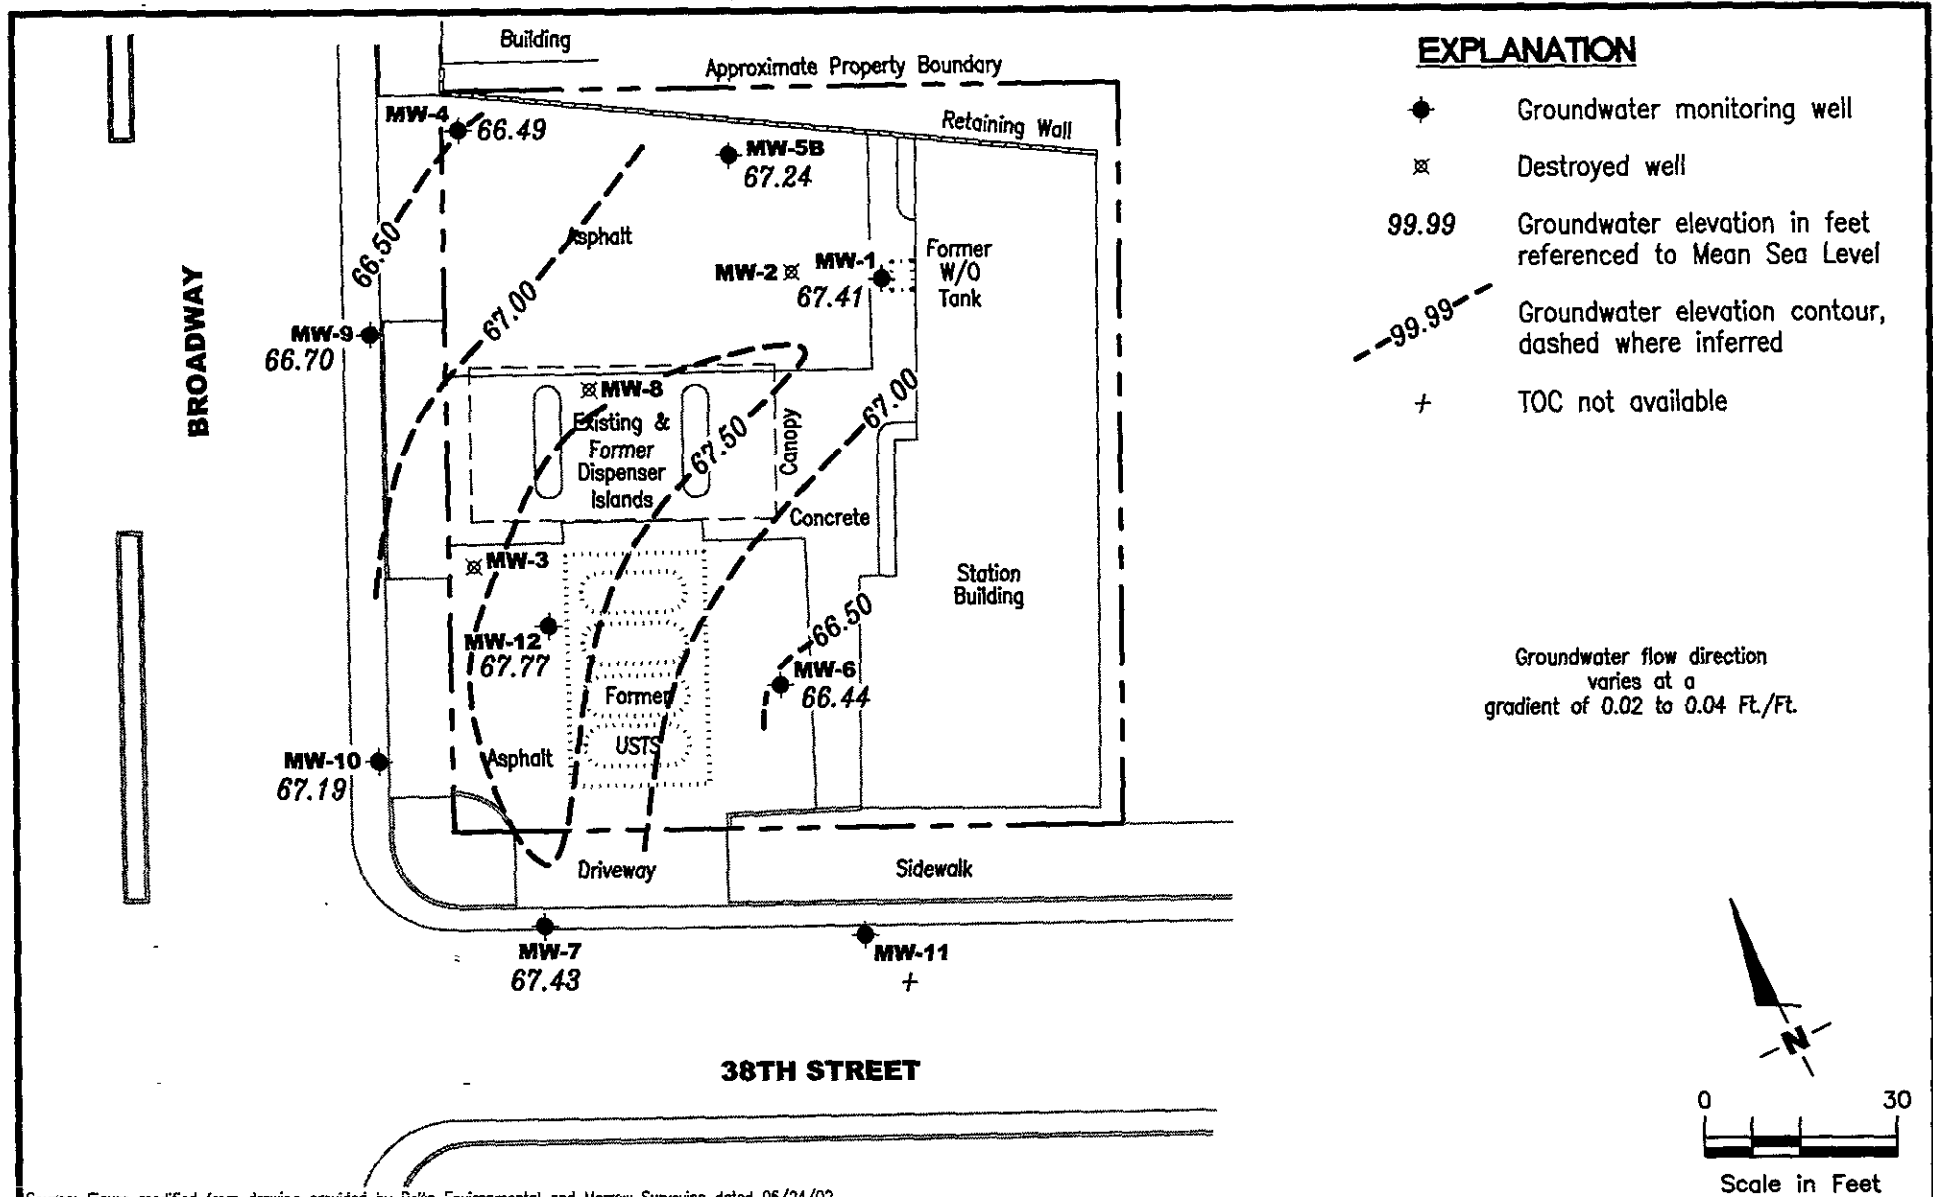 Building
Approximate Property Boundary
Retaining Wall
MW-4
66.49
MW-5B
67.24
66.50
Asphalt
67.00
MW-2
MW-1
67.41
Former
W/O
Tank
BROADWAY
MW-9
66.70
MW-8
Existing &
Former
Dispenser
Islands
67.50
Canopy
67.00
Concrete
MW-3
Station
Building
66.50
MW-12
67.77
MW-6
66.44
Former
USTS
Asphalt
MW-10
67.19
Driveway
Sidewalk
MW-7
67.43
MW-11
+
38TH STREET
EXPLANATION
Groundwater monitoring well
Destroyed well
99.99 Groundwater elevation in feet
referenced to Mean Sea Level
99.99 Groundwater elevation contour,
dashed where inferred
+ TOC not available
Groundwater flow direction
varies at a
gradient of 0.02 to 0.04 Ft./Ft.
N
0 30
Scale in Feet